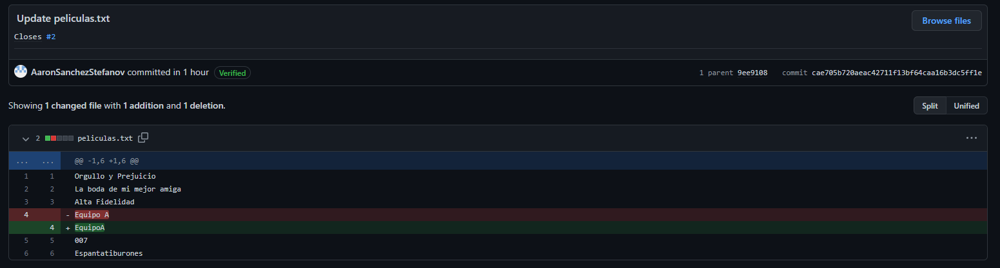 Update peliculas.txt
Browse files
Closes #2
AaronSanchezStefanov committed in 1 hour Verified
1 parent 9ee9108 commit cae705b720aeac42711f13bf64caa16b3dc5ff1e
Showing 1 changed file with 1 addition and 1 deletion.
Split Unified
2 peliculas.txt
... ... @@ -1,6 +1,6 @@
1 1 Orgullo y Prejuicio
2 2 La boda de mi mejor amiga
3 3 Alta Fidelidad
4 - Equipo A
4 + EquipoA
5 5 007
6 6 Espantatiburones